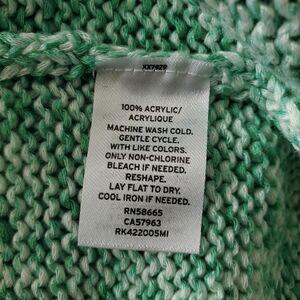 100% ACRYLIC/
ACRYLIQUE
MACHINE WASH COLD.
GENTLE CYCLE.
WITH LIKE COLORS.
ONLY NON-CHLORINE
BLEACH IF NEEDED.
RESHAPE.
LAY FLAT TO DRY.
COOL IRON IF NEEDED.
RN58665
CA57963
RK422005MI